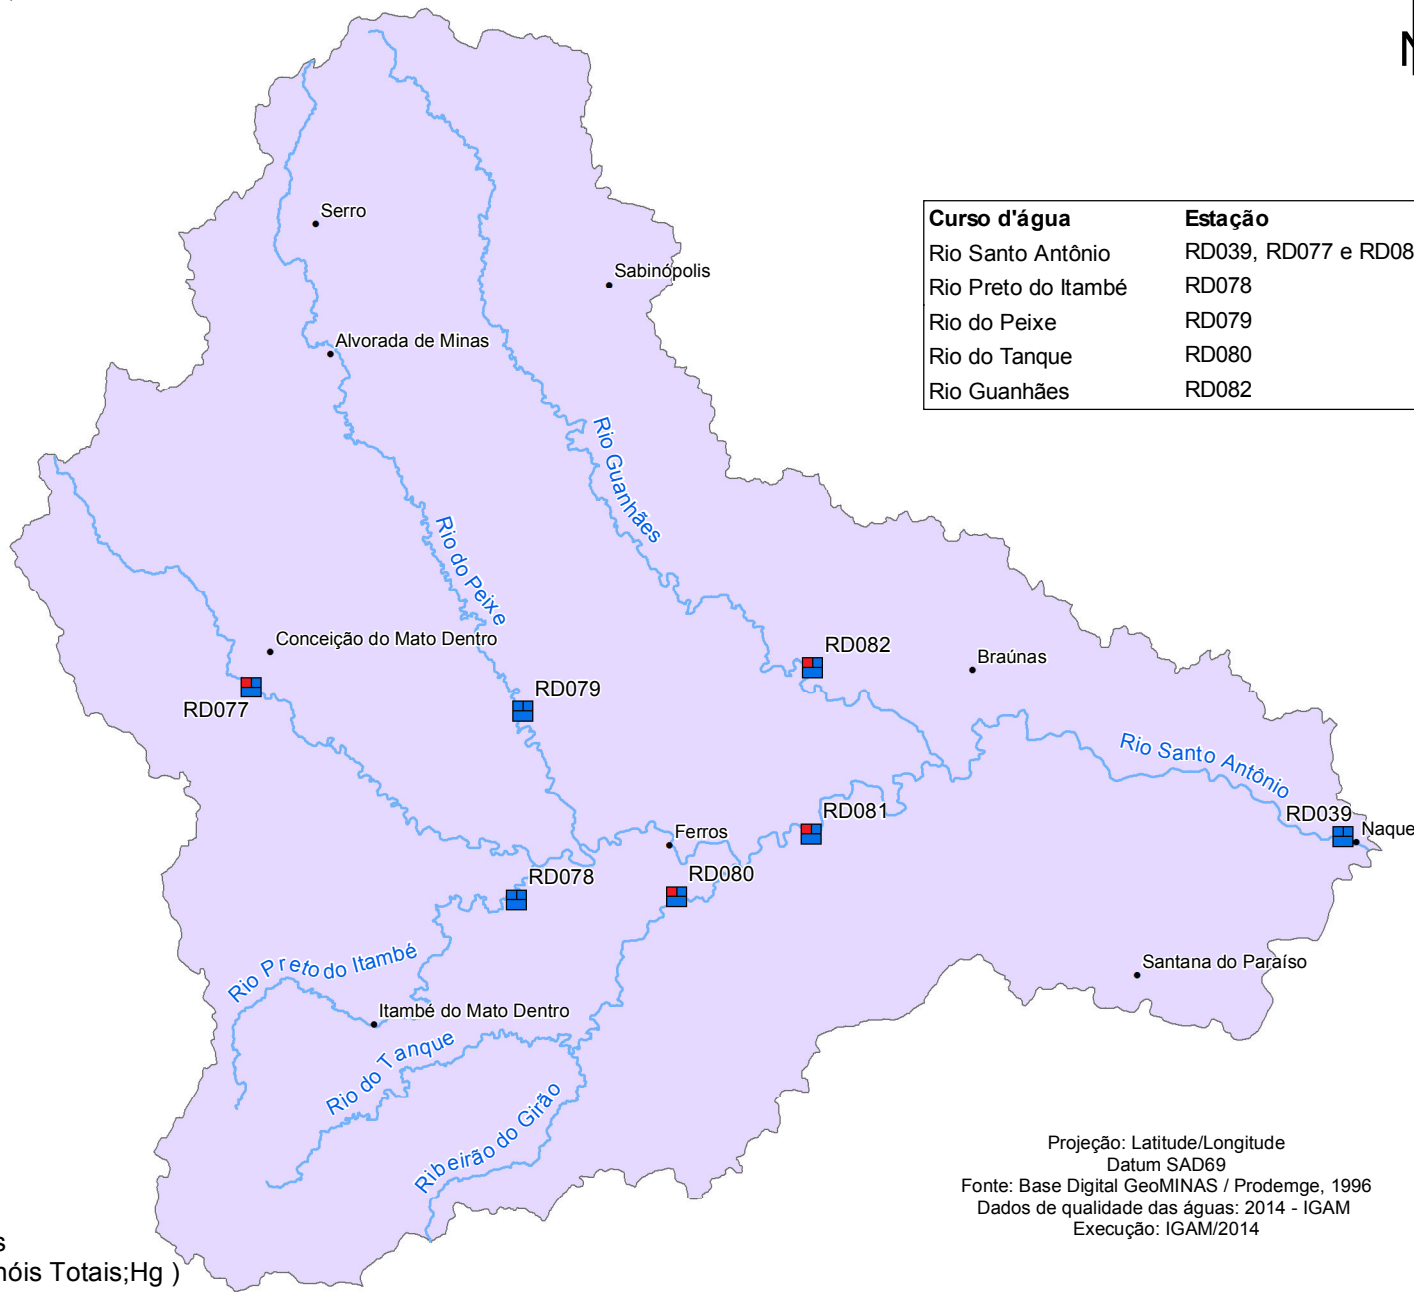 Serro
Sabinópolis
Alvorada de Minas
Curso d'água Estação
Rio Santo Antônio RD039, RD077 e RD08
Rio Preto do Itambé RD078
Rio do Peixe RD079
Rio do Tanque RD080
Rio Guanhães RD082
Rio Guanhães
Rio do Peixe
Conceição do Mato Dentro
RD077
RD079
RD082
Braúnas
Rio Santo Antônio
RD039
Naque
RD081
Ferros
RD080
RD078
Rio Preto do Itambé
Itambé do Mato Dentro
Rio do Tanque
Ribeirão do Girão
Santana do Paraíso
Projeção: Latitude/Longitude
Datum SAD69
Fonte: Base Digital GeoMINAS / Prodemge, 1996
Dados de qualidade das águas: 2014 - IGAM
Execução: IGAM/2014
s
nóis Totais;Hg )